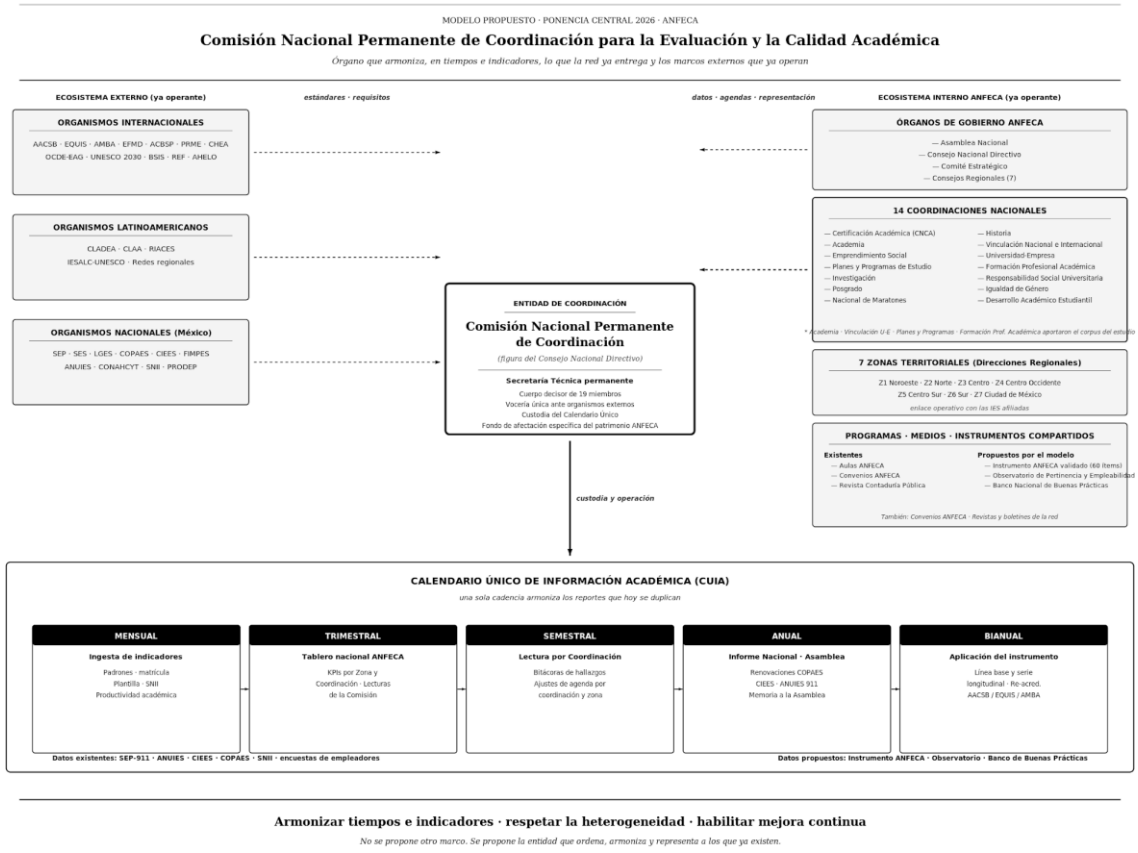 MODELO PROPUESTO · PONENCIA CENTRAL 2026 · ANFECA
Comisión Nacional Permanente de Coordinación para la Evaluación y la Calidad Académica
Órgano que armoniza, en tiempos e indicadores, lo que la red ya entrega y los marcos externos que ya operan
ECOSISTEMA EXTERNO (ya operante)
estándares · requisitos
datos · agendas · representación
ECOSISTEMA INTERNO ANFECA (ya operante)
ORGANISMOS INTERNACIONALES
AACSB · EQUIS · AMBA · EFMD · ACBSP · PRME · CHEA
OCDE-EAG · UNESCO 2030 · BSIS · REF · AHELO
ORGANISMOS LATINOAMERICANOS
CLADEA · CLAA · RIACES
IESALC-UNESCO · Redes regionales
ORGANISMOS NACIONALES (México)
SEP · SES · LGES · COPAES · CIEES · FIMPES
ANUIES · CONAHCYT · SNII · PRODEP
ENTIDAD DE COORDINACIÓN
Comisión Nacional Permanente
de Coordinación
(figura del Consejo Nacional Directivo)
Secretaría Técnica permanente
Cuerpo decisor de 19 miembros
Vocería única ante organismos externos
Custodia del Calendario Único
Fondo de afectación específica del patrimonio ANFECA
ÓRGANOS DE GOBIERNO ANFECA
— Asamblea Nacional
— Consejo Nacional Directivo
— Comité Estratégico
— Consejos Regionales (7)
14 COORDINACIONES NACIONALES
— Certificación Académica (CNCA)
— Academia
— Emprendimiento Social
— Planes y Programas de Estudio
— Investigación
— Posgrado
— Nacional de Maratones
— Historia
— Vinculación Nacional e Internacional
— Universidad-Empresa
— Formación Profesional Académica
— Responsabilidad Social Universitaria
— Igualdad de Género
— Desarrollo Académico Estudiantil
* Academia · Vinculación U-E · Planes y Programas · Formación Prof. Académica aportaron el corpus del estudio
7 ZONAS TERRITORIALES (Direcciones Regionales)
Z1 Noroeste · Z2 Norte · Z3 Centro · Z4 Centro Occidente
Z5 Centro Sur · Z6 Sur · Z7 Ciudad de México
enlace operativo con las IES afiliadas
PROGRAMAS · MEDIOS · INSTRUMENTOS COMPARTIDOS
Existentes
— Aulas ANFECA
— Convenios ANFECA
— Revista Contaduría Pública
Propuestos por el modelo
— Instrumento ANFECA validado (68 ítems)
— Observatorio de Pertinencia y Empleabilidad
— Banco Nacional de Buenas Prácticas
También: Convenios ANFECA · Revistas y boletines de la red
custodia y operación
CALENDARIO ÚNICO DE INFORMACIÓN ACADÉMICA (CUIA)
una sola cadencia armoniza los reportes que hoy se duplican
MENSUAL
Ingesta de indicadores
Padrones · matrícula
Plantilla · SNII
Productividad académica
TRIMESTRAL
Tablero nacional ANFECA
KPIs por Zona y
Coordinación · Lecturas
de la Comisión
SEMESTRAL
Lectura por Coordinación
Bitácoras de hallazgos
Ajustes de agenda por
coordinación y zona
ANUAL
Informe Nacional · Asamblea
Renovaciones COPAES
CIEES · ANUIES 911
Memoria a la Asamblea
BIANUAL
Aplicación del instrumento
Línea base y serie
longitudinal · Re-acred.
AACSB / EQUIS / AMBA
Datos existentes: SEP-911 · ANUIES · CIEES · COPAES · SNII · encuestas de empleadores
Datos propuestos: Instrumento ANFECA · Observatorio · Banco de Buenas Prácticas
Armonizar tiempos e indicadores · respetar la heterogeneidad · habilitar mejora continua
No se propone otro marco. Se propone la entidad que ordena, armoniza y representa a los que ya existen.